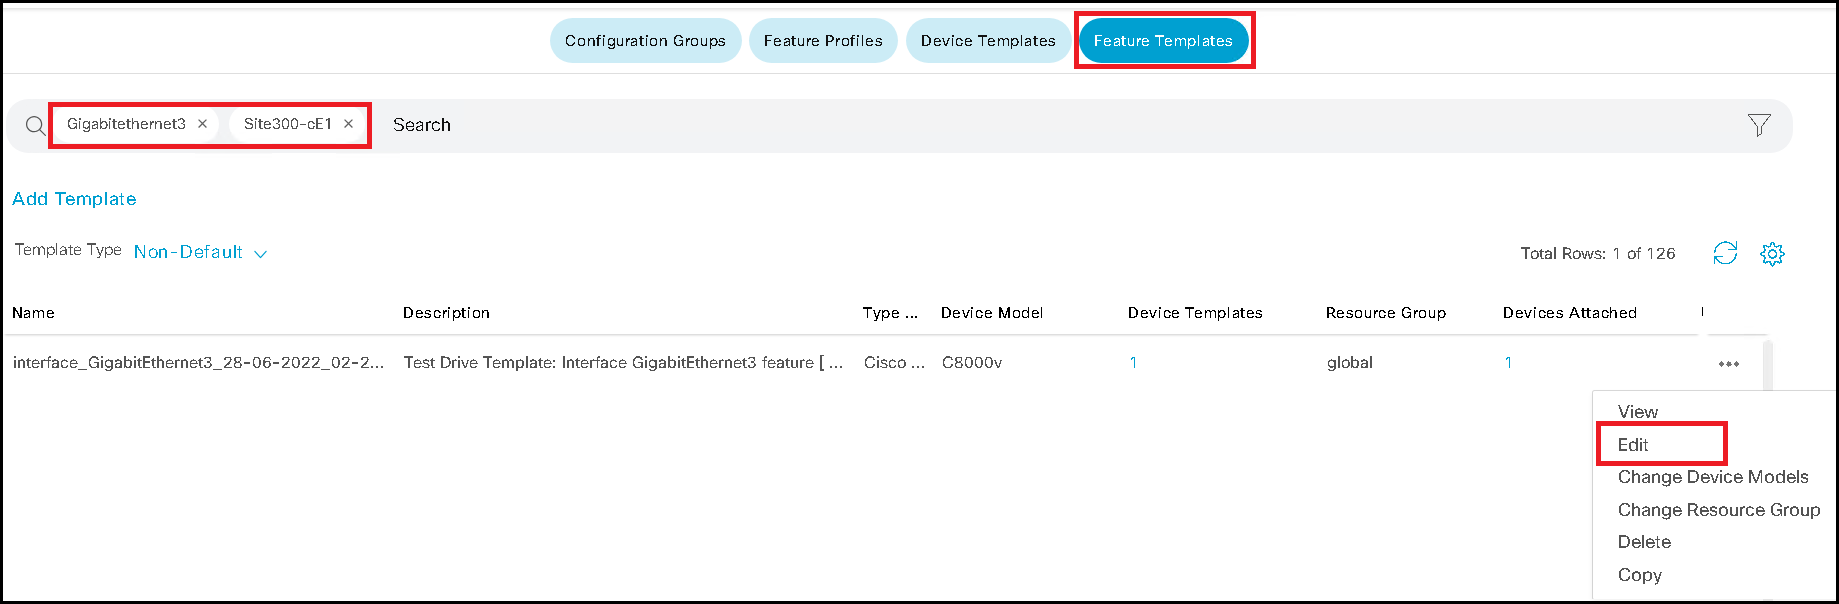 Configuration Groups Feature Profiles Device Templates Feature Templates
Gigabitethernet3 × Site300-cE1 × Search
Add Template
Template Type Non-Default
Total Rows: 1 of 126
Name Description Type ... Device Model Device Templates Resource Group Devices Attached
interface_GigabitEthernet3_28-06-2022_02-2... Test Drive Template: Interface GigabitEthernet3 feature [ ... Cisco ... C8000v 1 global 1 •••
View
Edit
Change Device Models
Change Resource Group
Delete
Copy